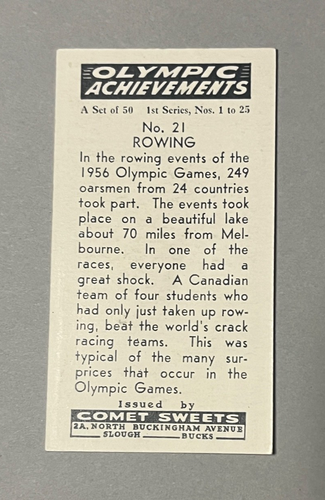 OLYMPIC
ACHIEVEMENTS
A Set of 50 1st Series, Nos. 1 to 25
No. 21
ROWING
In the rowing events of the
1956 Olympic Games, 249
oarsmen from 24 countries
took part. The events took
place on a beautiful lake
about 70 miles from Mel-
bourne. In one of the
races, everyone had a
great shock. A Canadian
team of four students who
had only just taken up row-
ing, beat the world's crack
racing teams. This was
typical of the many sur-
prises that occur in the
Olympic Games.
Issued by
COMET SWEETS
2A, NORTH BUCKINGHAM AVENUE
SLOUGH BUCKS.